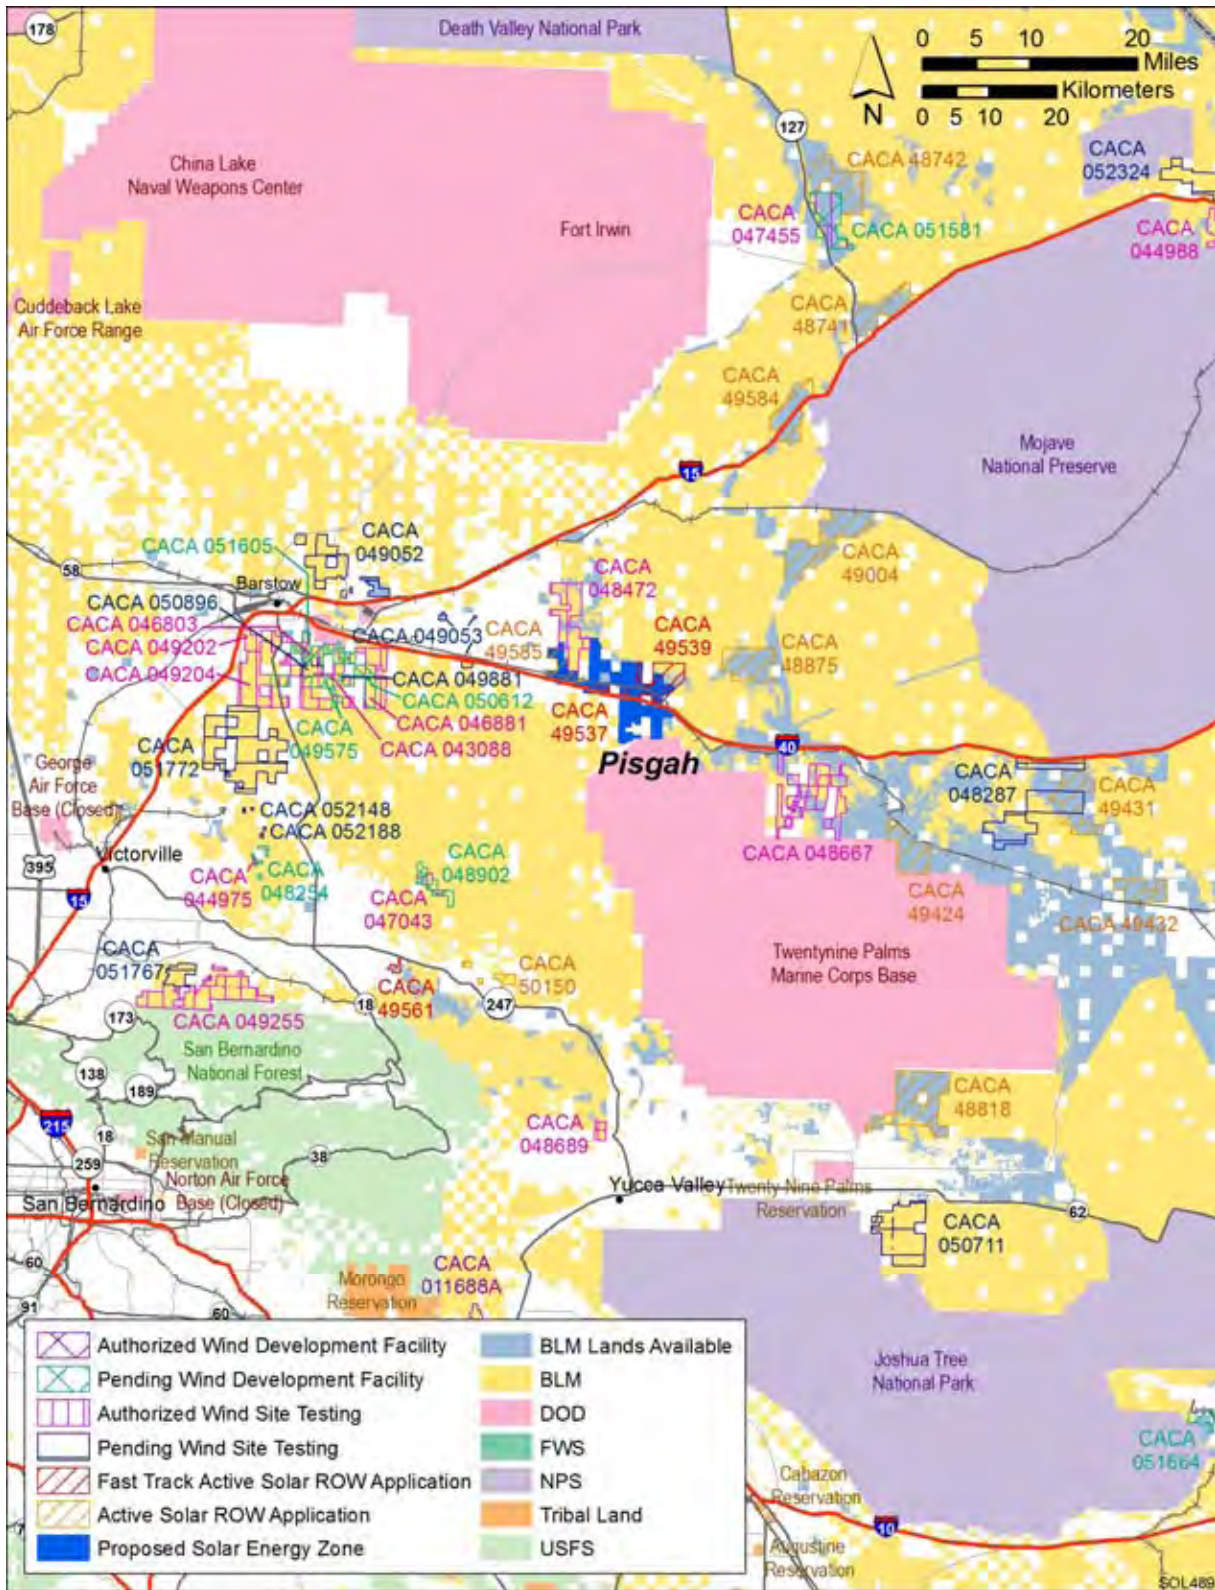 178
Death Valley National Park
0 5 10 20
Miles
Kilometers
0 5 10 20
N
127
China Lake
Naval Weapons Center
Fort Irwin
CACA 48742
CACA
052324
CACA
047455
CACA 051581
CACA
044988
Cuddeback Lake
Air Force Range
CACA
48741
CACA
49584
Mojave
National Preserve
15
CACA 051605
CACA
049052
58
Barstow
CACA
048472
CACA
49004
CACA 050896
CACA 046803
CACA 049202
CACA 049053
CACA
49585
CACA
49539
CACA
48875
CACA 049204
CACA 049881
CACA 050612
CACA
49537
CACA 046881
CACA
049575
CACA 043088
CACA
051772
Pisgah
40
George
Air Force
Base (Closed)
CACA
048287
CACA
49431
CACA 052148
CACA 052188
395
Victorville
CACA
044975
CACA
048254
CACA
048902
CACA
047043
CACA 048667
CACA
49424
CACA 49432
15
Twentynine Palms
Marine Corps Base
CACA
051767
CACA
49561
CACA
50150
247
18
173
CACA 049255
San Bernardino
National Forest
138
189
CACA
48818
215
18
San Manual
Reservation
38
CACA
048689
259
Norton Air Force
Base (Closed)
San Bernardino
Yucca Valley
Twenty-Nine Palms
Reservation
62
CACA
050711
60
CACA
011688A
Morongo
Reservation
91
60
Joshua Tree
National Park
CACA
051664
Cabazon
Reservation
10
Augustine
Reservation
Authorized Wind Development Facility
Pending Wind Development Facility
Authorized Wind Site Testing
Pending Wind Site Testing
Fast Track Active Solar ROW Application
Active Solar ROW Application
Proposed Solar Energy Zone
BLM Lands Available
BLM
DOD
FWS
NPS
Tribal Land
USFS
SOL489